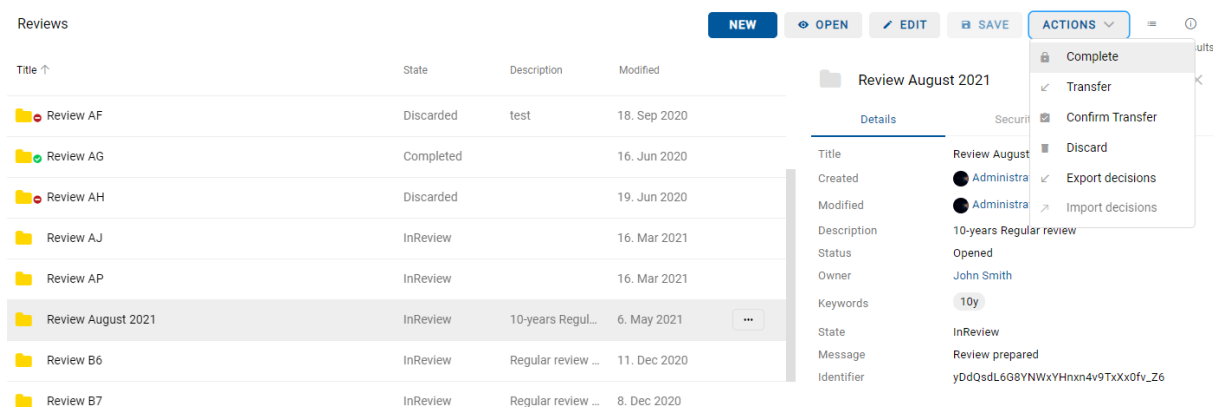 Reviews NEW OPEN EDIT SAVE ACTIONS
Title State Description Modified
Review AF Discarded test 18. Sep 2020
Review AG Completed 16. Jun 2020
Review AH Discarded 19. Jun 2020
Review AJ InReview 16. Mar 2021
Review AP InReview 16. Mar 2021
Review August 2021 InReview 10-years Regul... 6. May 2021 ...
Review B6 InReview Regular review ... 11. Dec 2020
Review B7 InReview Regular review ... 8. Dec 2020
Review August 2021
Details Securit
Title Review August
Created Administra
Modified Administra
Description 10-years Regular review
Status Opened
Owner John Smith
Keywords 10y
State InReview
Message Review prepared
Identifier yDdQsdL6G8YNWxYHnxn4v9TxXx0fv_Z6
Complete
Transfer
Confirm Transfer
Discard
Export decisions
Import decisions